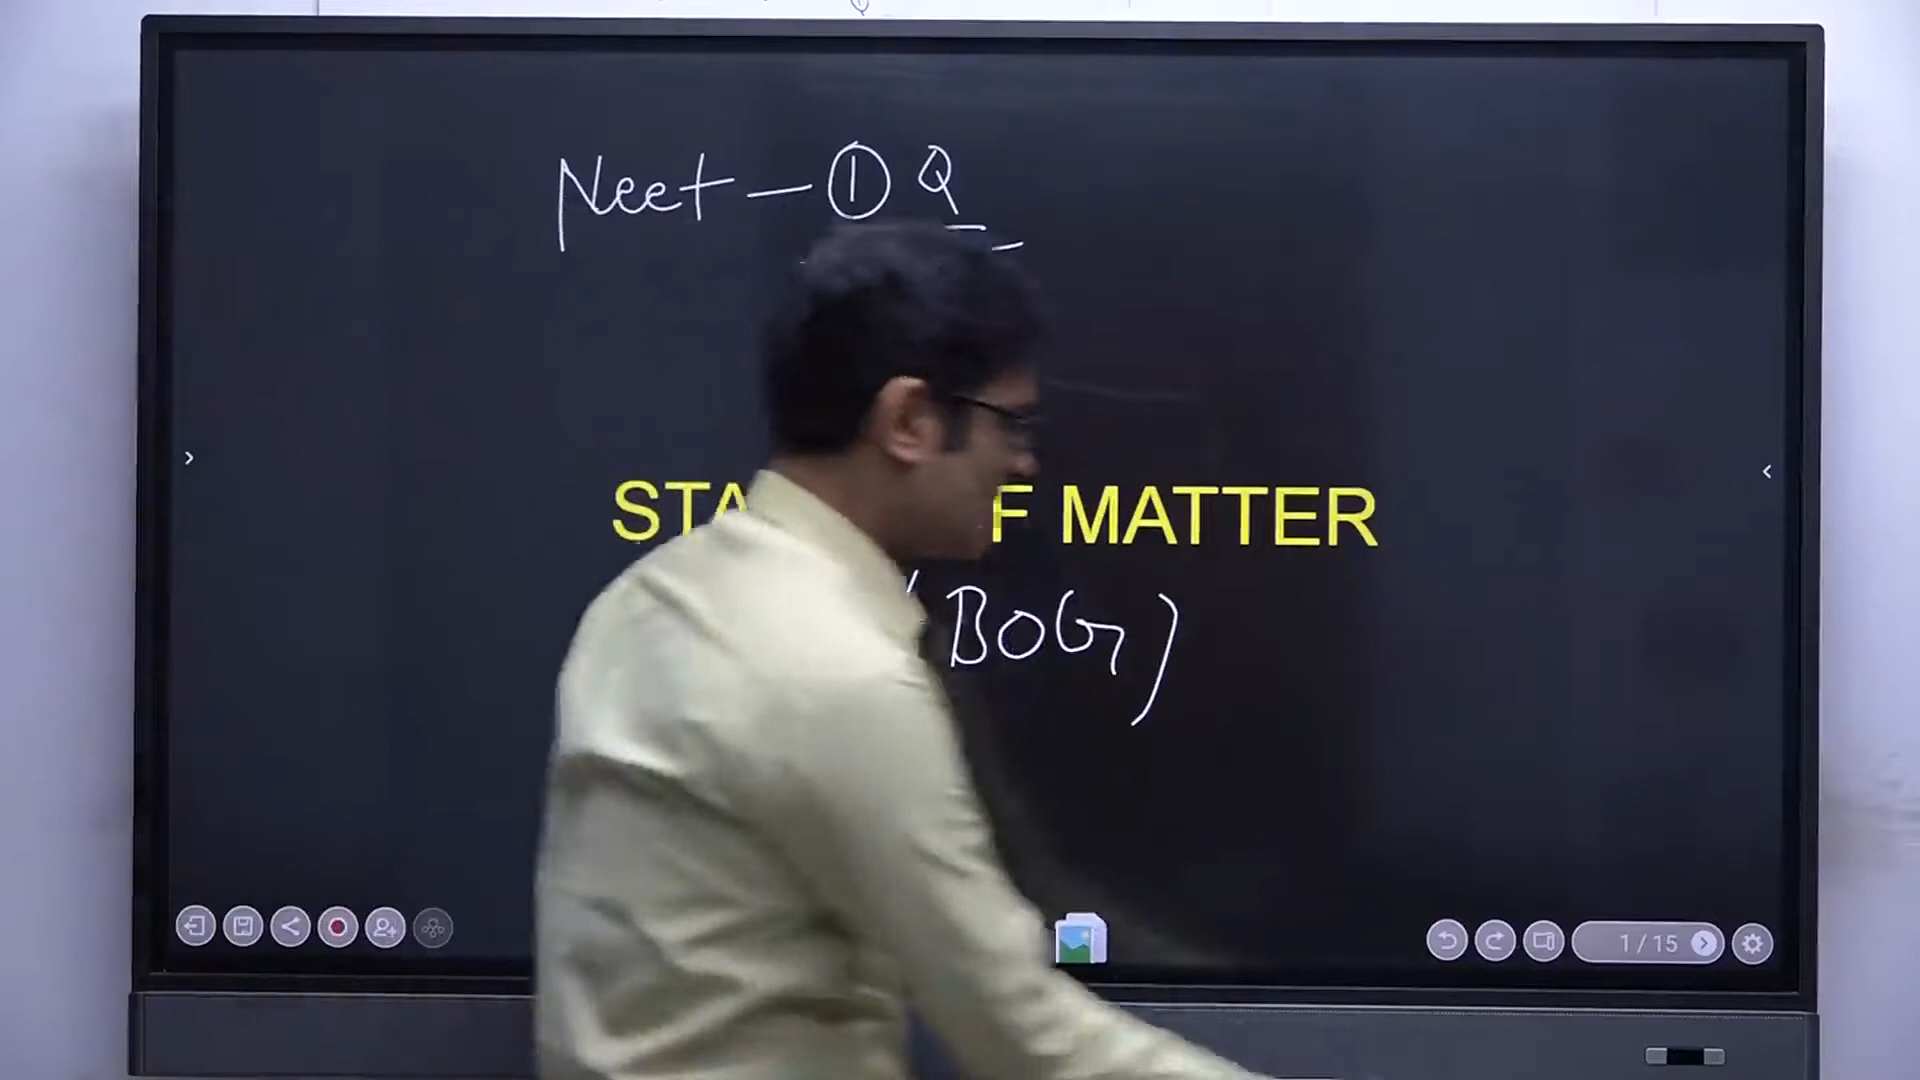 Neet — ① Q
STA F MATTER
(BOG)
1/15